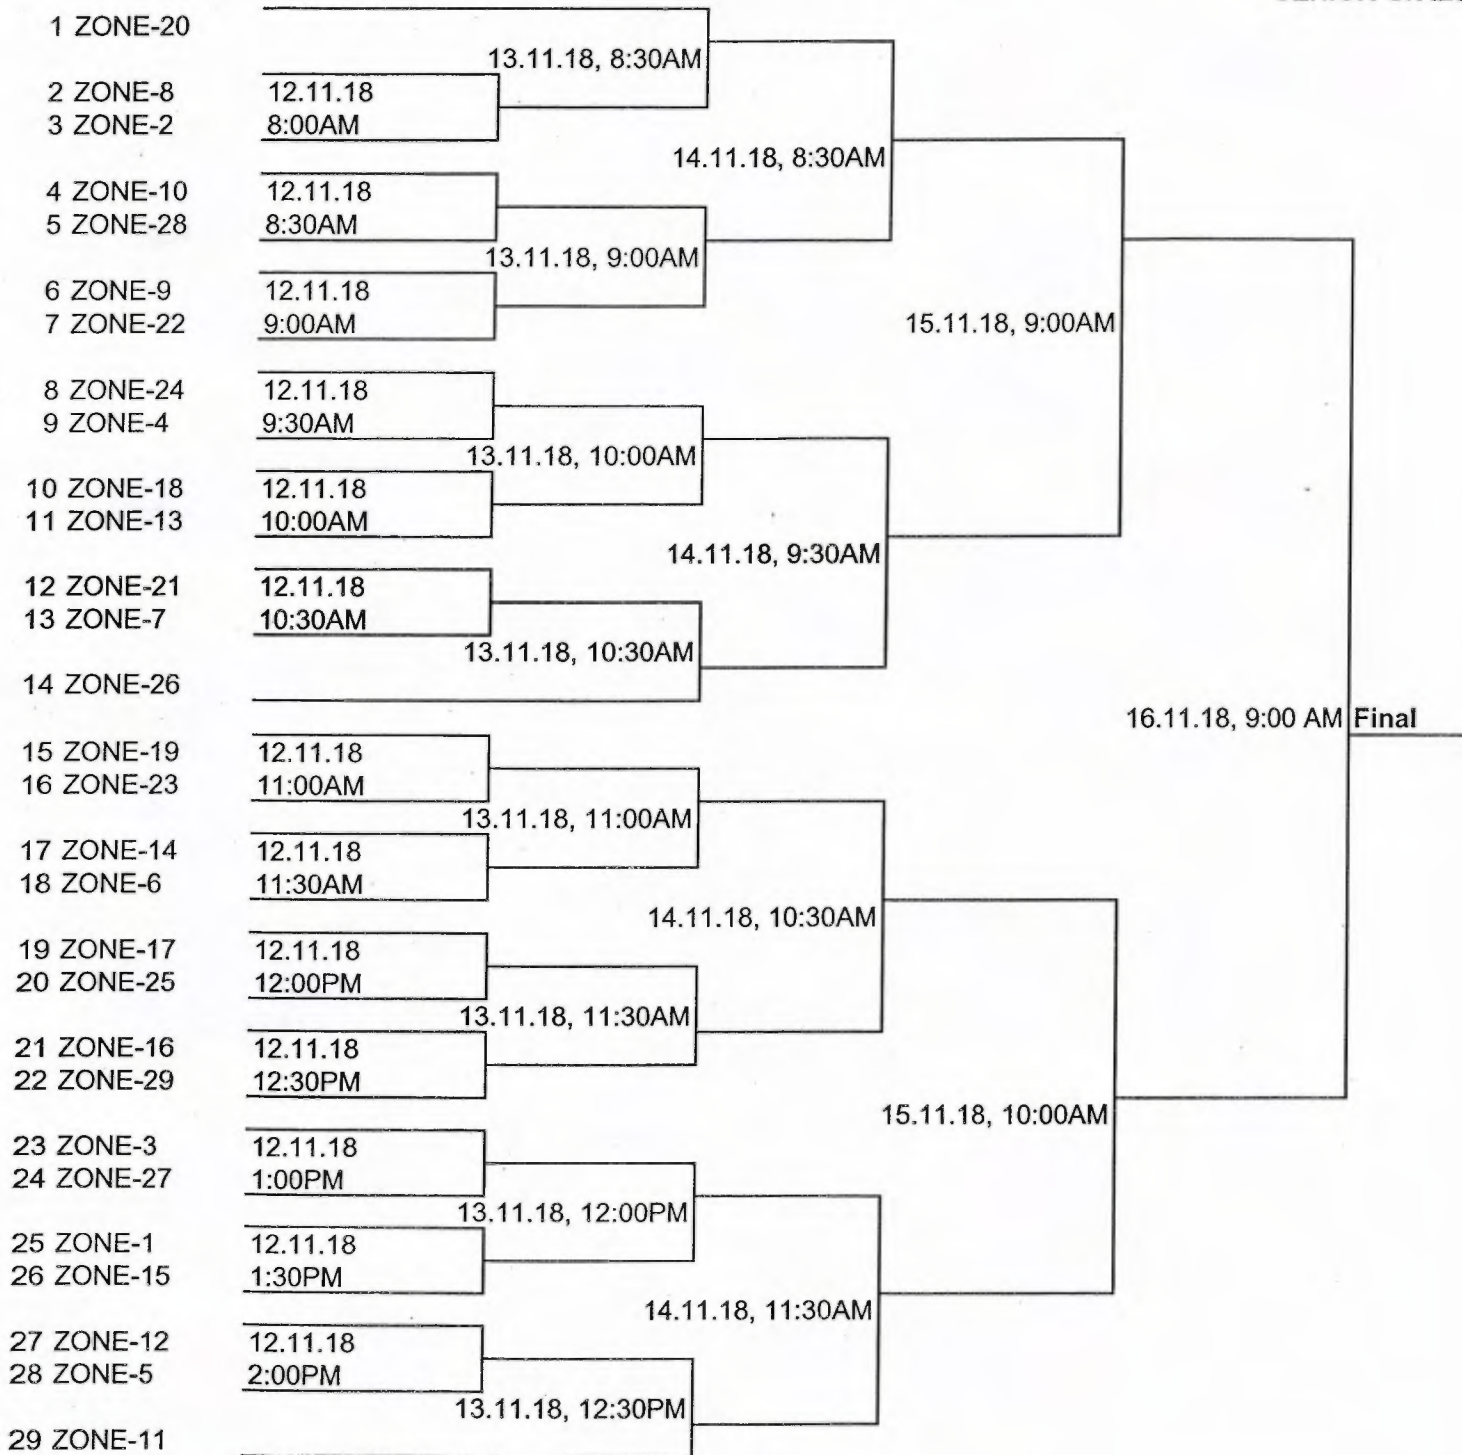 1 ZONE-20
13.11.18, 8:30AM
2 ZONE-8 12.11.18
3 ZONE-2 8:00AM
14.11.18, 8:30AM
4 ZONE-10 12.11.18
5 ZONE-28 8:30AM
13.11.18, 9:00AM
6 ZONE-9 12.11.18
7 ZONE-22 9:00AM
15.11.18, 9:00AM
8 ZONE-24 12.11.18
9 ZONE-4 9:30AM
13.11.18, 10:00AM
10 ZONE-18 12.11.18
11 ZONE-13 10:00AM
14.11.18, 9:30AM
12 ZONE-21 12.11.18
13 ZONE-7 10:30AM
13.11.18, 10:30AM
14 ZONE-26
16.11.18, 9:00 AM Final
15 ZONE-19 12.11.18
16 ZONE-23 11:00AM
13.11.18, 11:00AM
17 ZONE-14 12.11.18
18 ZONE-6 11:30AM
14.11.18, 10:30AM
19 ZONE-17 12.11.18
20 ZONE-25 12:00PM
13.11.18, 11:30AM
21 ZONE-16 12.11.18
22 ZONE-29 12:30PM
15.11.18, 10:00AM
23 ZONE-3 12.11.18
24 ZONE-27 1:00PM
13.11.18, 12:00PM
25 ZONE-1 12.11.18
26 ZONE-15 1:30PM
14.11.18, 11:30AM
27 ZONE-12 12.11.18
28 ZONE-5 2:00PM
13.11.18, 12:30PM
29 ZONE-11